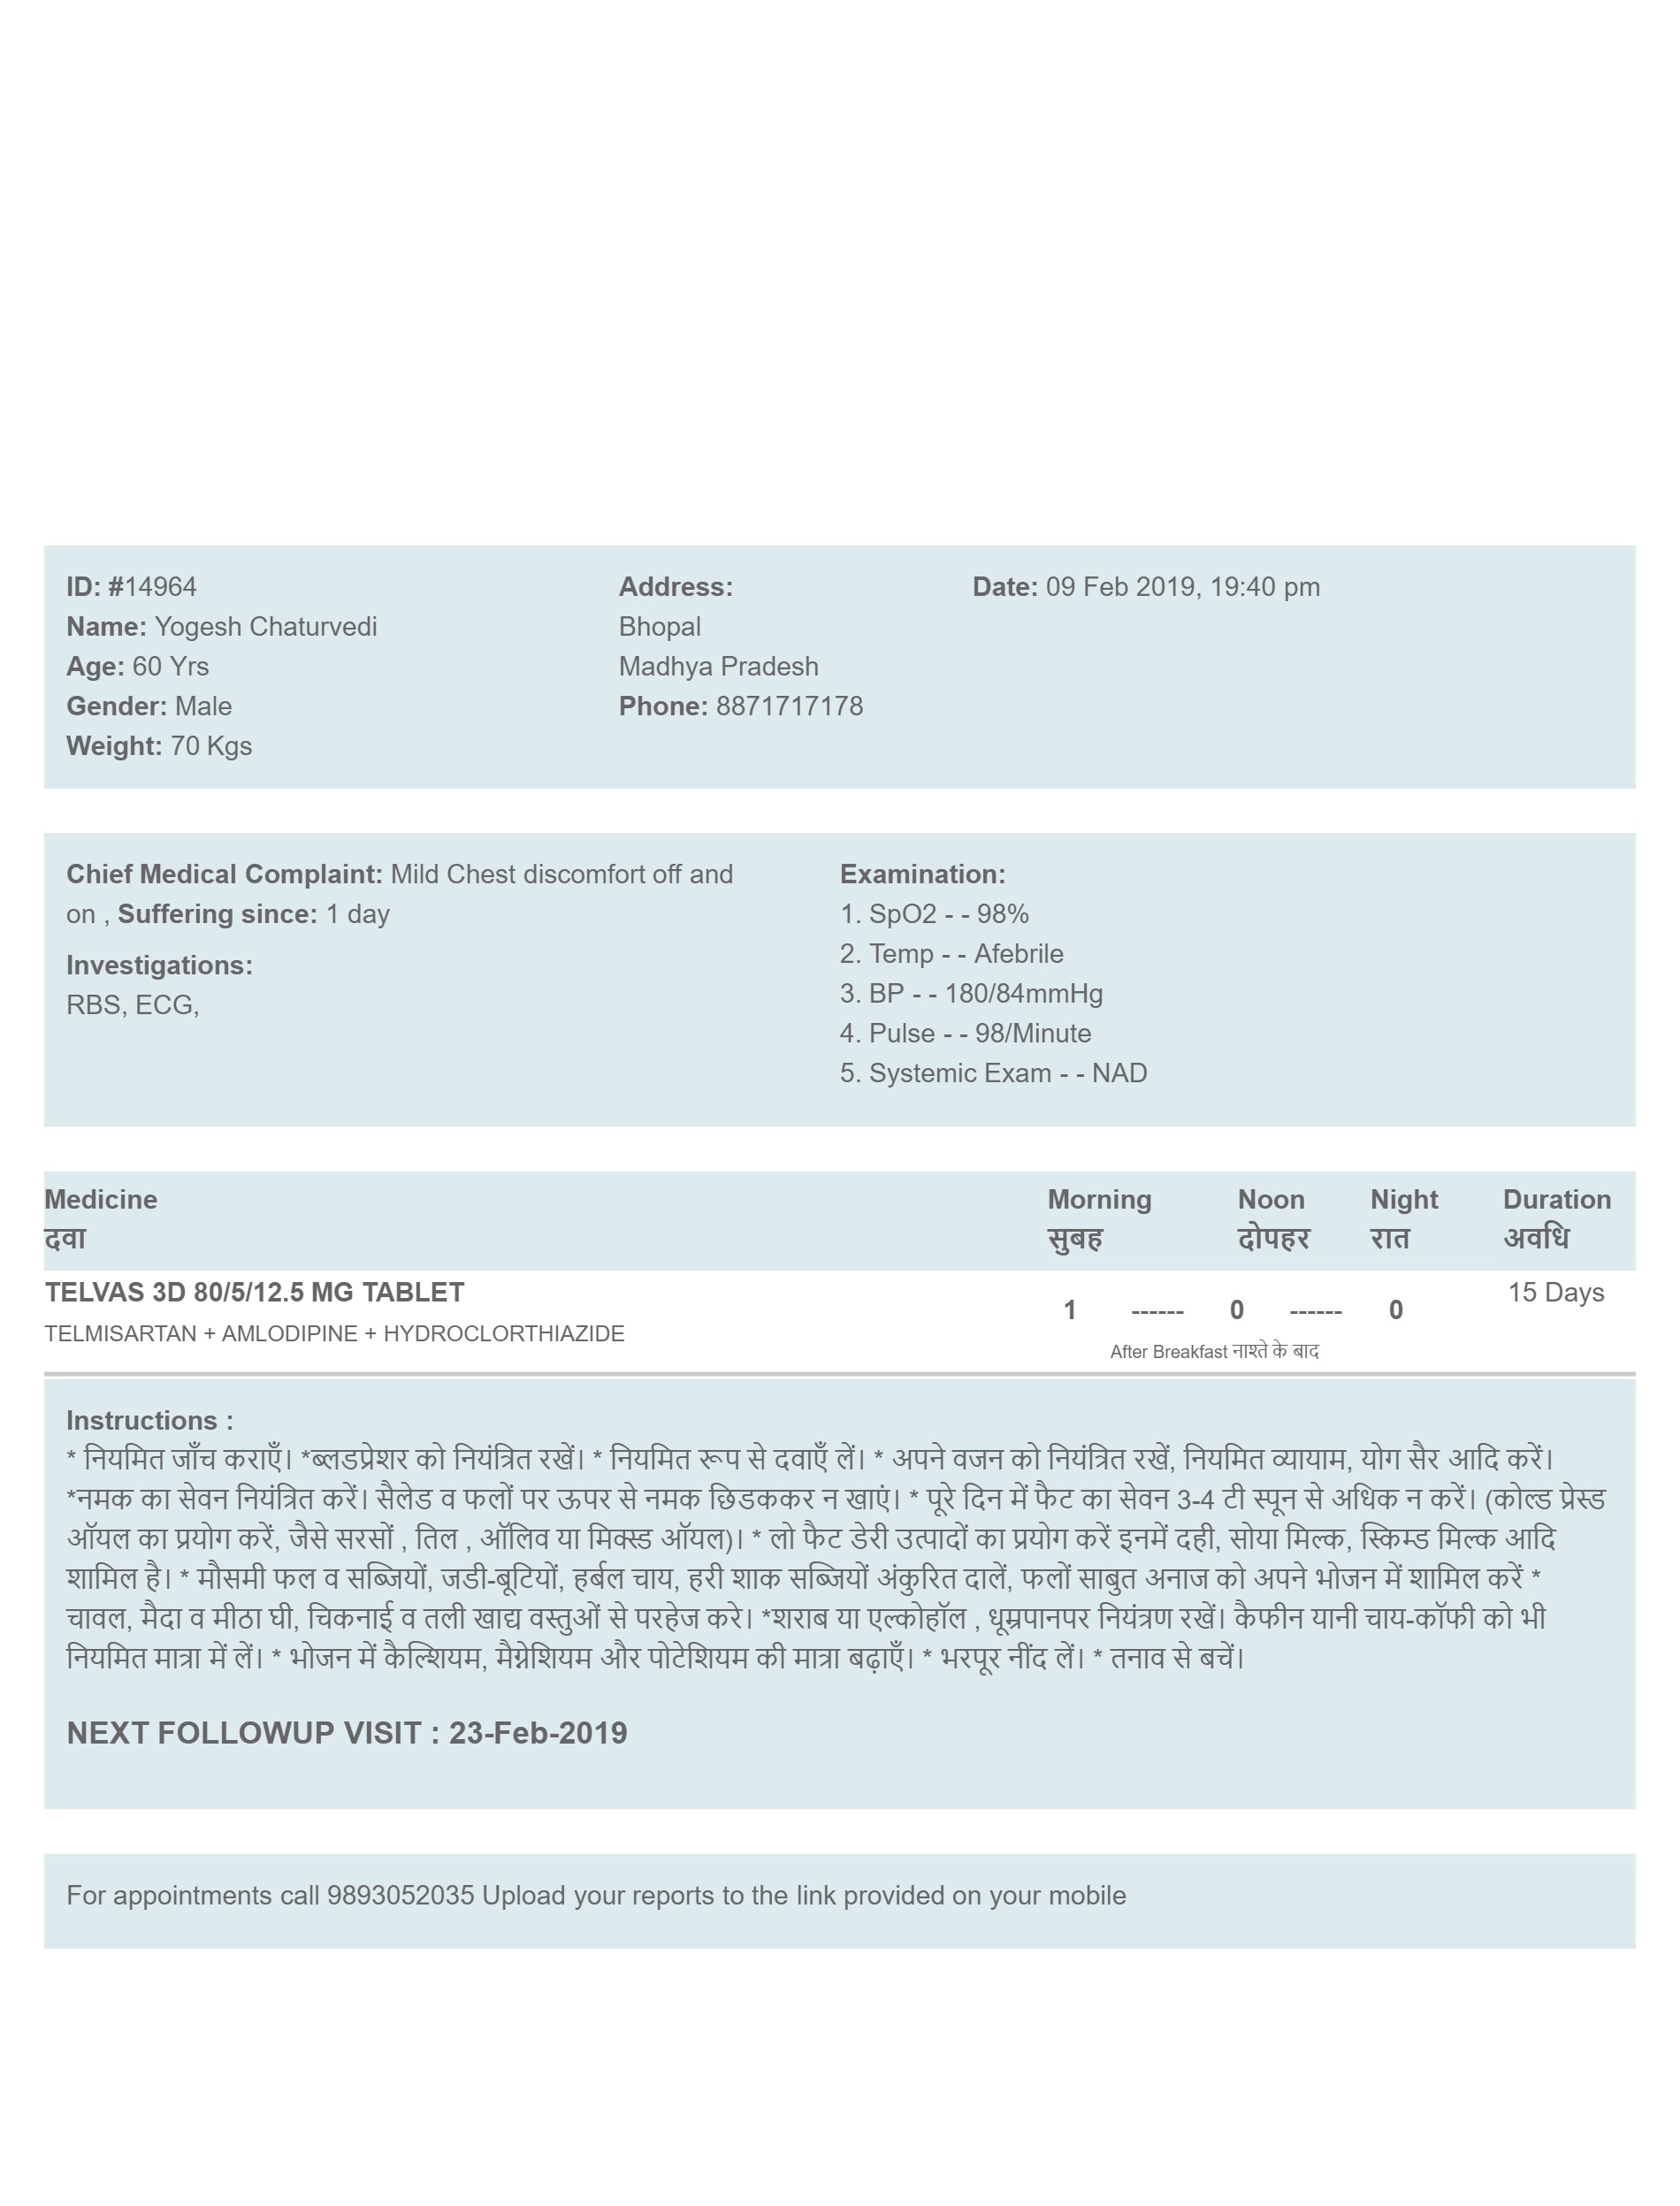 ID: #14964
Name: Yogesh Chaturvedi
Age: 60 Yrs
Gender: Male
Weight: 70 Kgs
Address:
Bhopal
Madhya Pradesh
Phone: 8871717178
Date: 09 Feb 2019, 19:40 pm
Chief Medical Complaint: Mild Chest discomfort off and
on , Suffering since: 1 day
Investigations:
RBS, ECG,
Examination:
1. SpO2 - - 98%
2. Temp - - Afebrile
3. BP - - 180/84mmHg
4. Pulse - - 98/Minute
5. Systemic Exam - - NAD
Medicine Morning Noon Night Duration
दवा सुबह दोपहर रात अवधि
TELVAS 3D 80/5/12.5 MG TABLET 15 Days
1 ------ 0 ------ 0
TELMISARTAN + AMLODIPINE + HYDROCLORTHIAZIDE
After Breakfast नाश्ते के बाद
Instructions :
* नियमित जाँच कराएँ। *ब्लडप्रेशर को नियंत्रित रखें। * नियमित रूप से दवाएँ लें। * अपने वजन को नियंत्रित रखें, नियमित व्यायाम, योग सैर आदि करें।
*नमक का सेवन नियंत्रित करें। सैलेड व फलों पर ऊपर से नमक छिडककर न खाएं। * पूरे दिन में फैट का सेवन 3-4 टी स्पून से अधिक न करें। (कोल्ड प्रेस्ड
ऑयल का प्रयोग करें, जैसे सरसों , तिल , ऑलिव या मिक्स्ड ऑयल)। * लो फैट डेरी उत्पादों का प्रयोग करें इनमें दही, सोया मिल्क, स्किम्ड मिल्क आदि
शामिल है। * मौसमी फल व सब्जियों, जडी-बूटियों, हर्बल चाय, हरी शाक सब्जियों अंकुरित दालें, फलों साबुत अनाज को अपने भोजन में शामिल करें *
चावल, मैदा व मीठा घी, चिकनाई व तली खाद्य वस्तुओं से परहेज करे। *शराब या एल्कोहॉल , धूम्रपानपर नियंत्रण रखें। कैफीन यानी चाय-कॉफी को भी
नियमित मात्रा में लें। * भोजन में कैल्शियम, मैग्नेशियम और पोटेशियम की मात्रा बढ़ाएँ। * भरपूर नींद लें। * तनाव से बचें।
NEXT FOLLOWUP VISIT : 23-Feb-2019
For appointments call 9893052035 Upload your reports to the link provided on your mobile